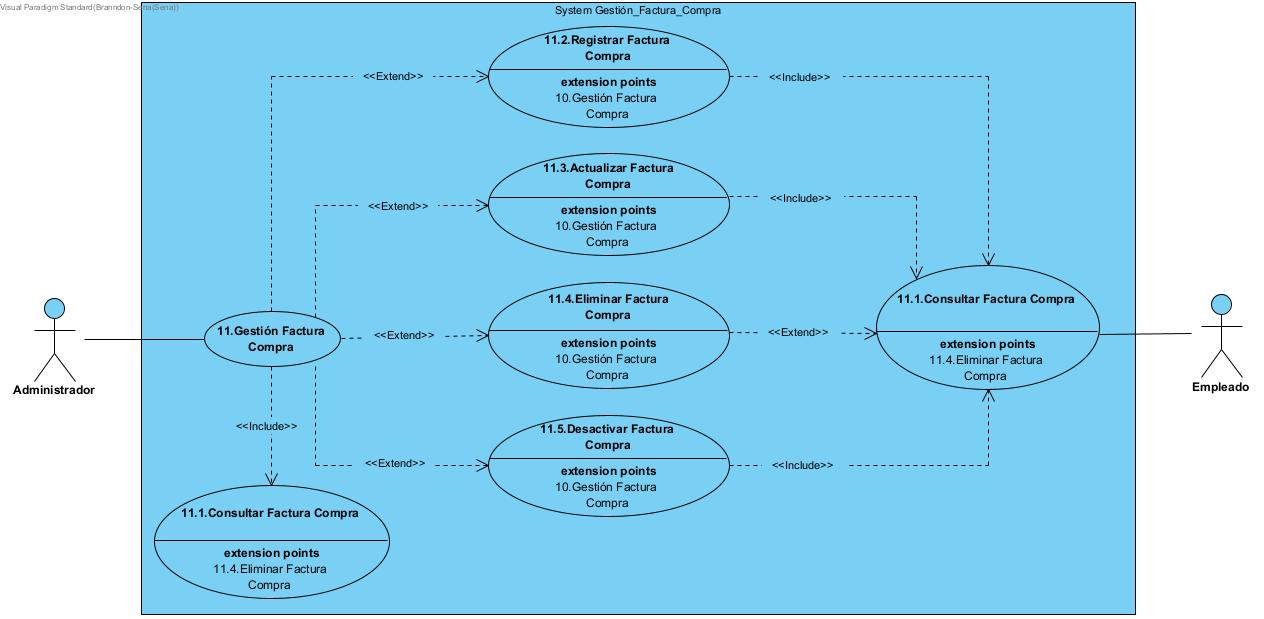 Visual Paradigm Standard(Branndon-Sena(Sena))
System Gestión_Factura_Compra
11.2.Registrar Factura
Compra
extension points
10.Gestión Factura
Compra
<<Extend>>
<<Include>>
11.3.Actualizar Factura
Compra
extension points
10.Gestión Factura
Compra
<<Extend>>
<<Include>>
11.4.Eliminar Factura
Compra
extension points
10.Gestión Factura
Compra
<<Extend>>
<<Extend>>
11.1.Consultar Factura Compra
extension points
11.4.Eliminar Factura
Compra
11.Gestión Factura
Compra
Administrador
Empleado
11.5.Desactivar Factura
Compra
extension points
10.Gestión Factura
Compra
<<Extend>>
<<Include>>
<<Include>>
11.1.Consultar Factura Compra
extension points
11.4.Eliminar Factura
Compra